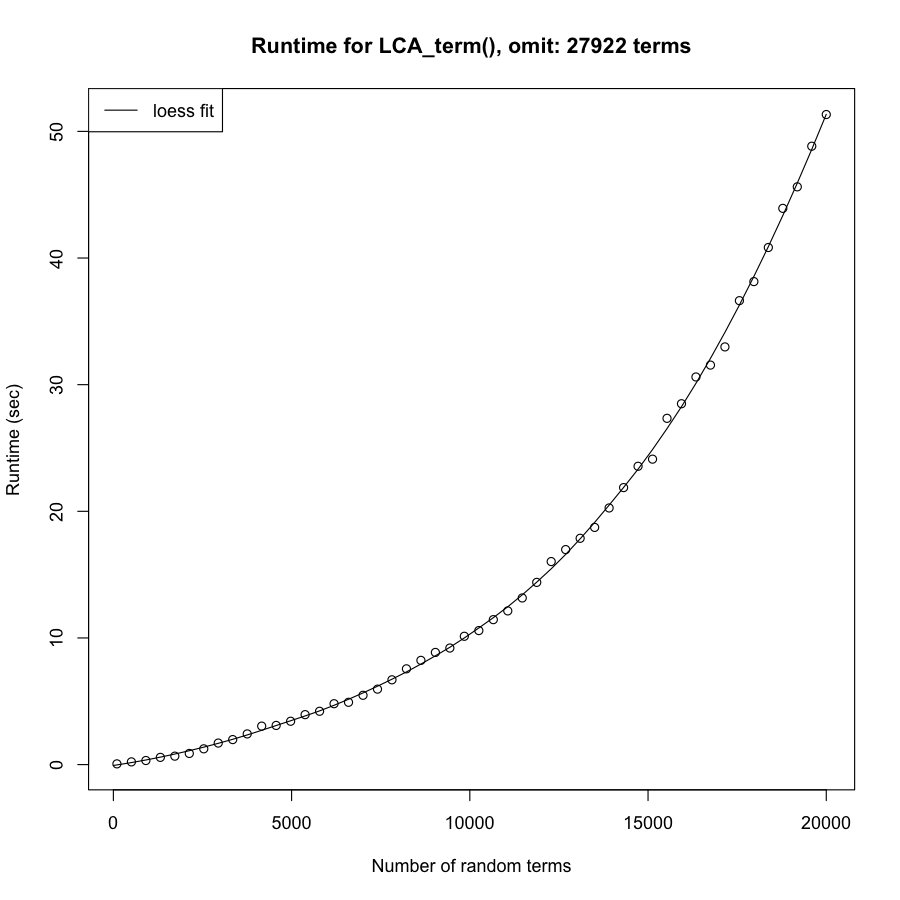 Runtime for LCA_term(), omit: 27922 terms
loess fit
Runtime (sec)
50
40
30
20
10
0
0 5000 10000 15000 20000
Number of random terms